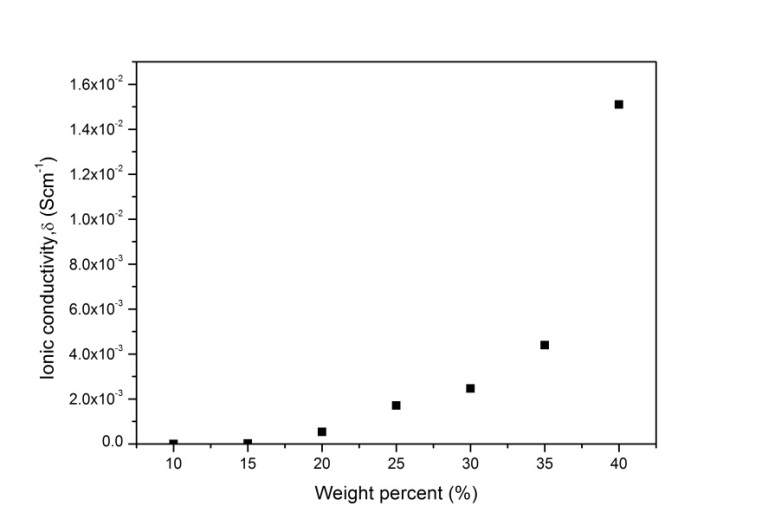 1.6x10⁻²
1.4x10⁻²
1.2x10⁻²
1.0x10⁻²
8.0x10⁻³
6.0x10⁻³
4.0x10⁻³
2.0x10⁻³
0.0
Ionic conductivity,δ (Scm⁻¹)
10 15 20 25 30 35 40
Weight percent (%)